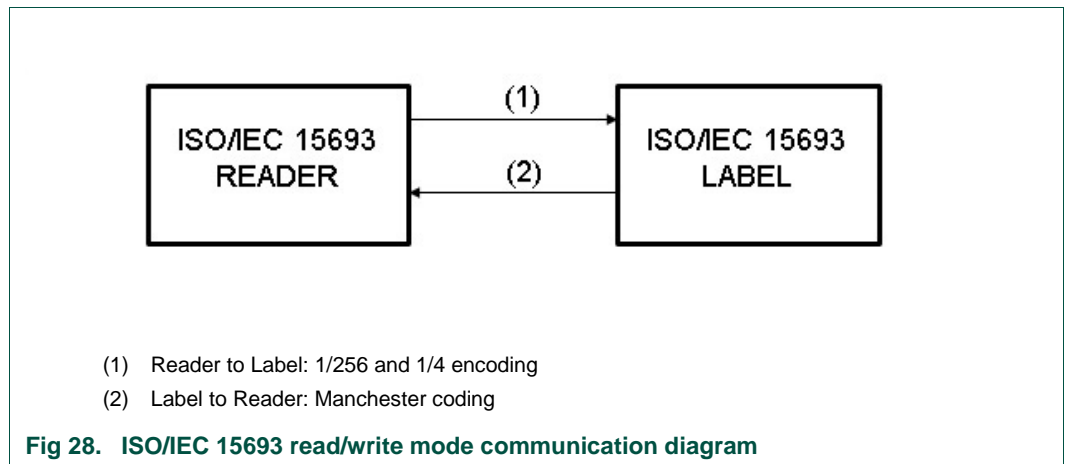 (1)
ISO/IEC 15693
READER
ISO/IEC 15693
LABEL
(2)
(1) Reader to Label: 1/256 and 1/4 encoding
(2) Label to Reader: Manchester coding
Fig 28. ISO/IEC 15693 read/write mode communication diagram